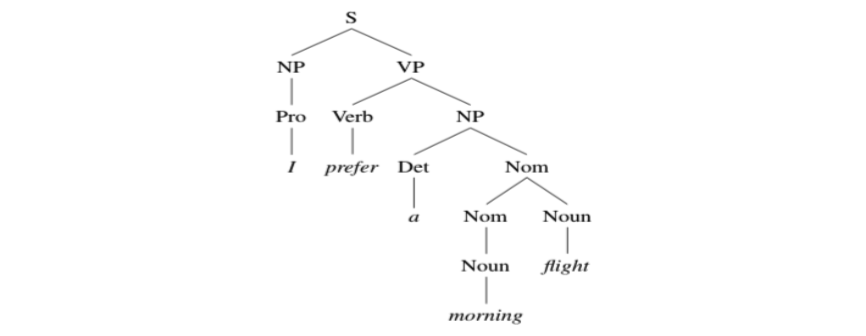 S
NP VP
Pro Verb NP
I prefer Det Nom
a Nom Noun
Noun flight
morning